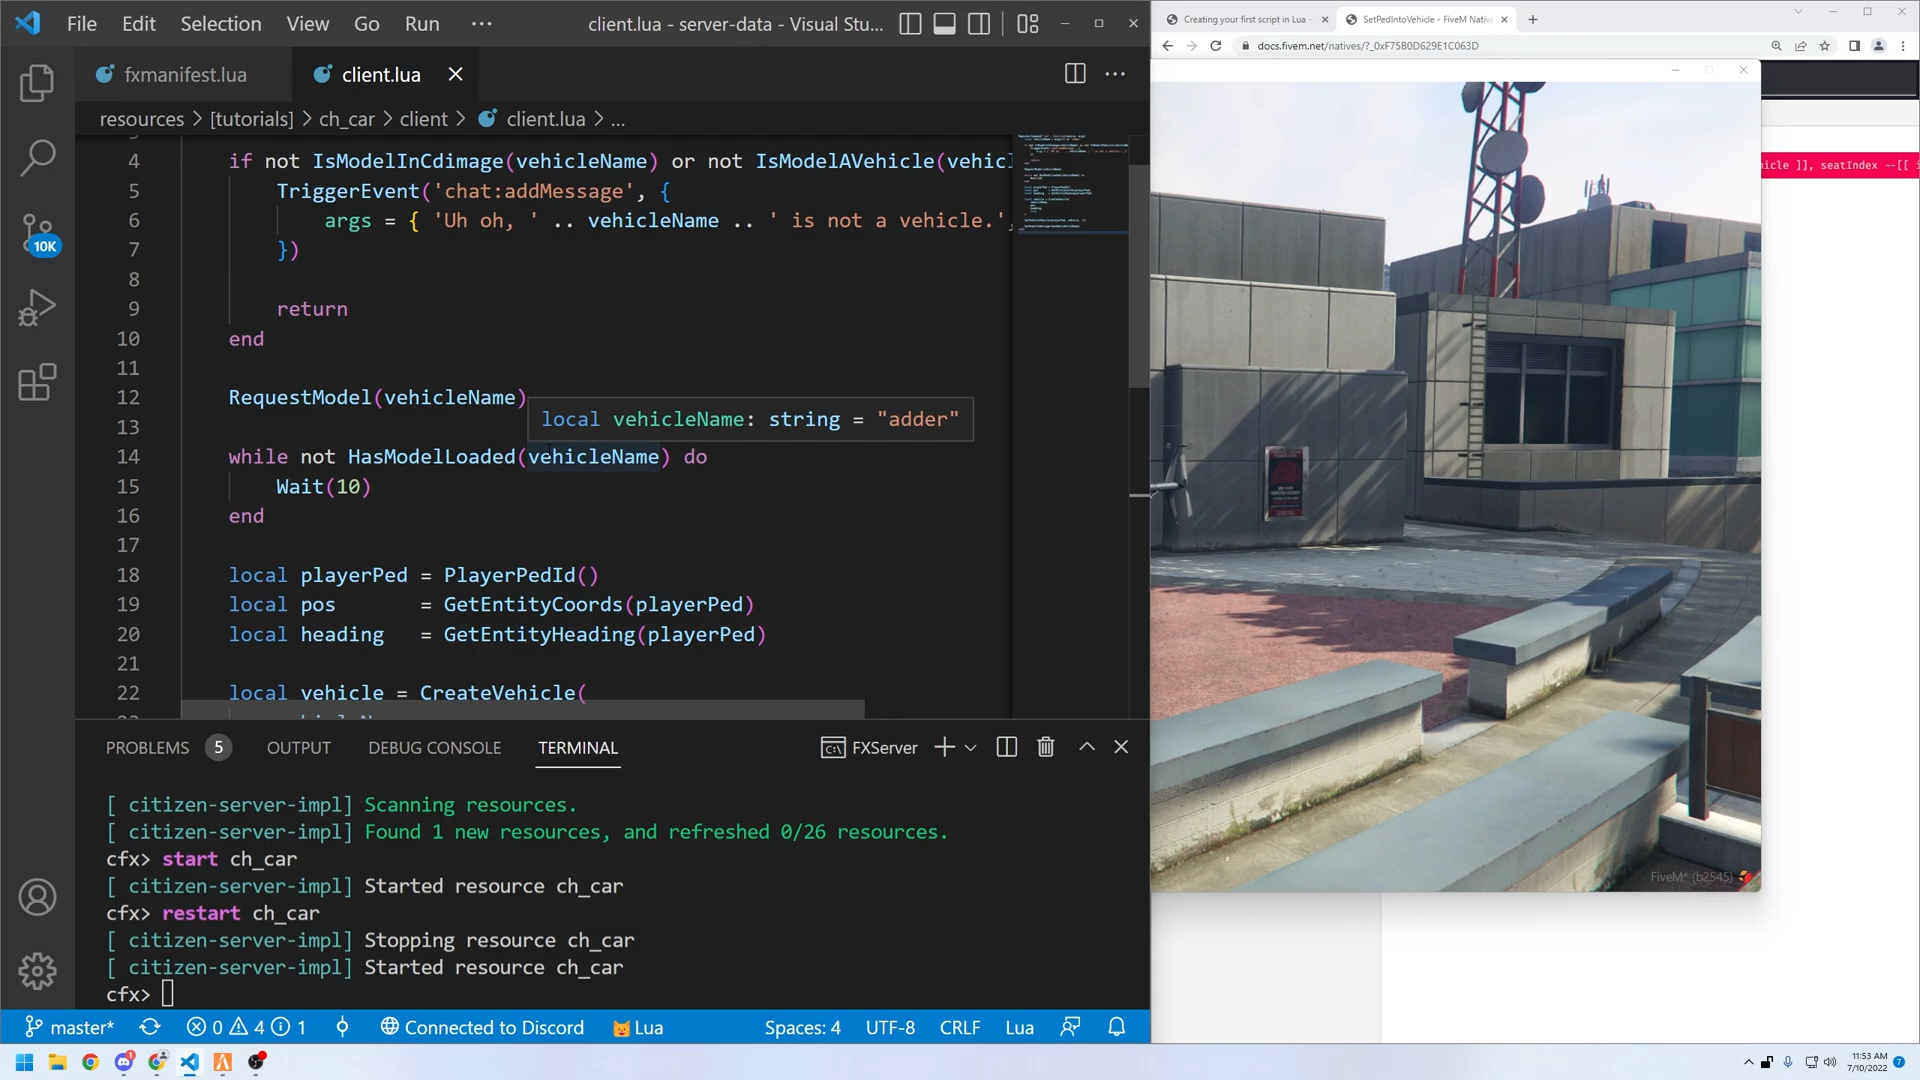 File Edit Selection View Go Run ··· client.lua - server-data - Visual Stu...
fxmanifest.lua client.lua
resources > [tutorials] > ch_car > client > client.lua > ...
4 if not IsModelInCdimage(vehicleName) or not IsModelAVehicle(vehicl
5 TriggerEvent('chat:addMessage', {
6 args = { 'Uh oh, ' .. vehicleName .. ' is not a vehicle.',
7 })
8
9 return
10 end
11
12 RequestModel(vehicleName)
local vehicleName: string = "adder"
13
14 while not HasModelLoaded(vehicleName) do
15 Wait(10)
16 end
17
18 local playerPed = PlayerPedId()
19 local pos = GetEntityCoords(playerPed)
20 local heading = GetEntityHeading(playerPed)
21
22 local vehicle = CreateVehicle(
10K
PROBLEMS 5 OUTPUT DEBUG CONSOLE TERMINAL FXServer
[ citizen-server-impl] Scanning resources.
[ citizen-server-impl] Found 1 new resources, and refreshed 0/26 resources.
cfx> start ch_car
[ citizen-server-impl] Started resource ch_car
cfx> restart ch_car
[ citizen-server-impl] Stopping resource ch_car
[ citizen-server-impl] Started resource ch_car
cfx>
master* 0 4 1 Connected to Discord Lua Spaces: 4 UTF-8 CRLF Lua
Creating your first script in Lua - SetPedIntoVehicle - FiveM Native
docs.fivem.net/natives/?_0xF75B0D629E1C063D
hicle ]], seatIndex --[[ i
FiveM* (b2545)
11:53 AM
7/10/2022
7